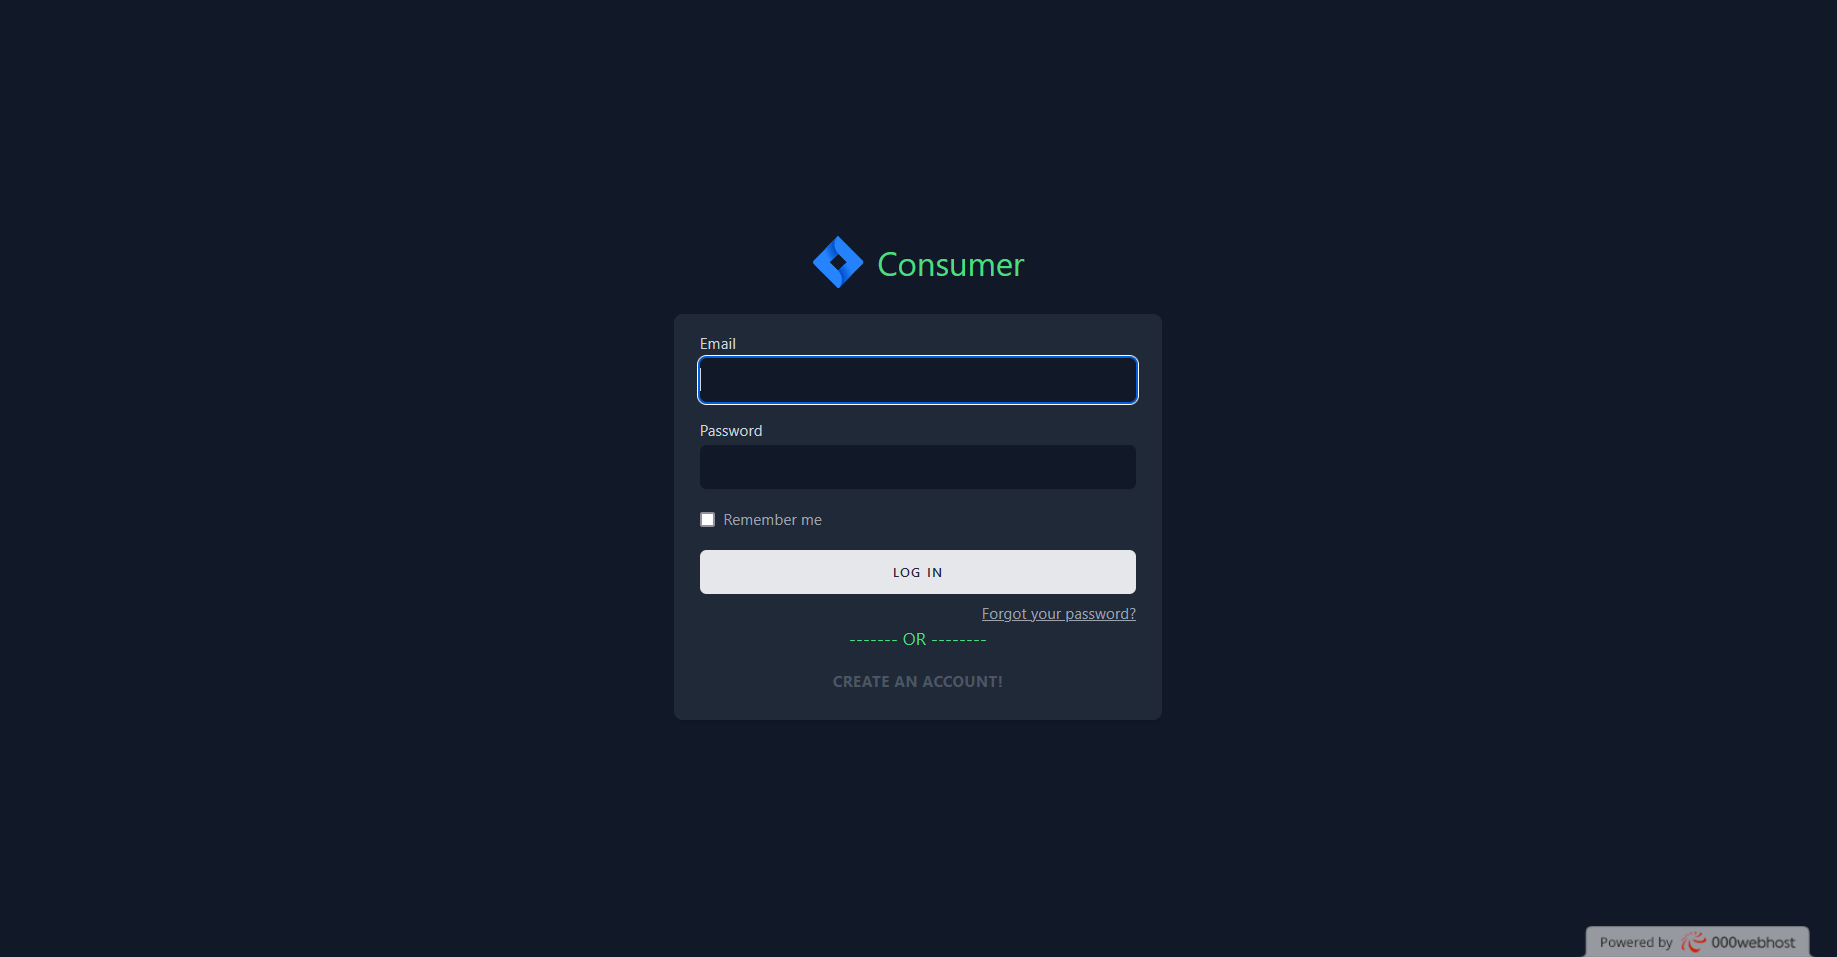 Consumer
Email
Password
Remember me
LOG IN
Forgot your password?
------- OR --------
CREATE AN ACCOUNT!
Powered by 000webhost